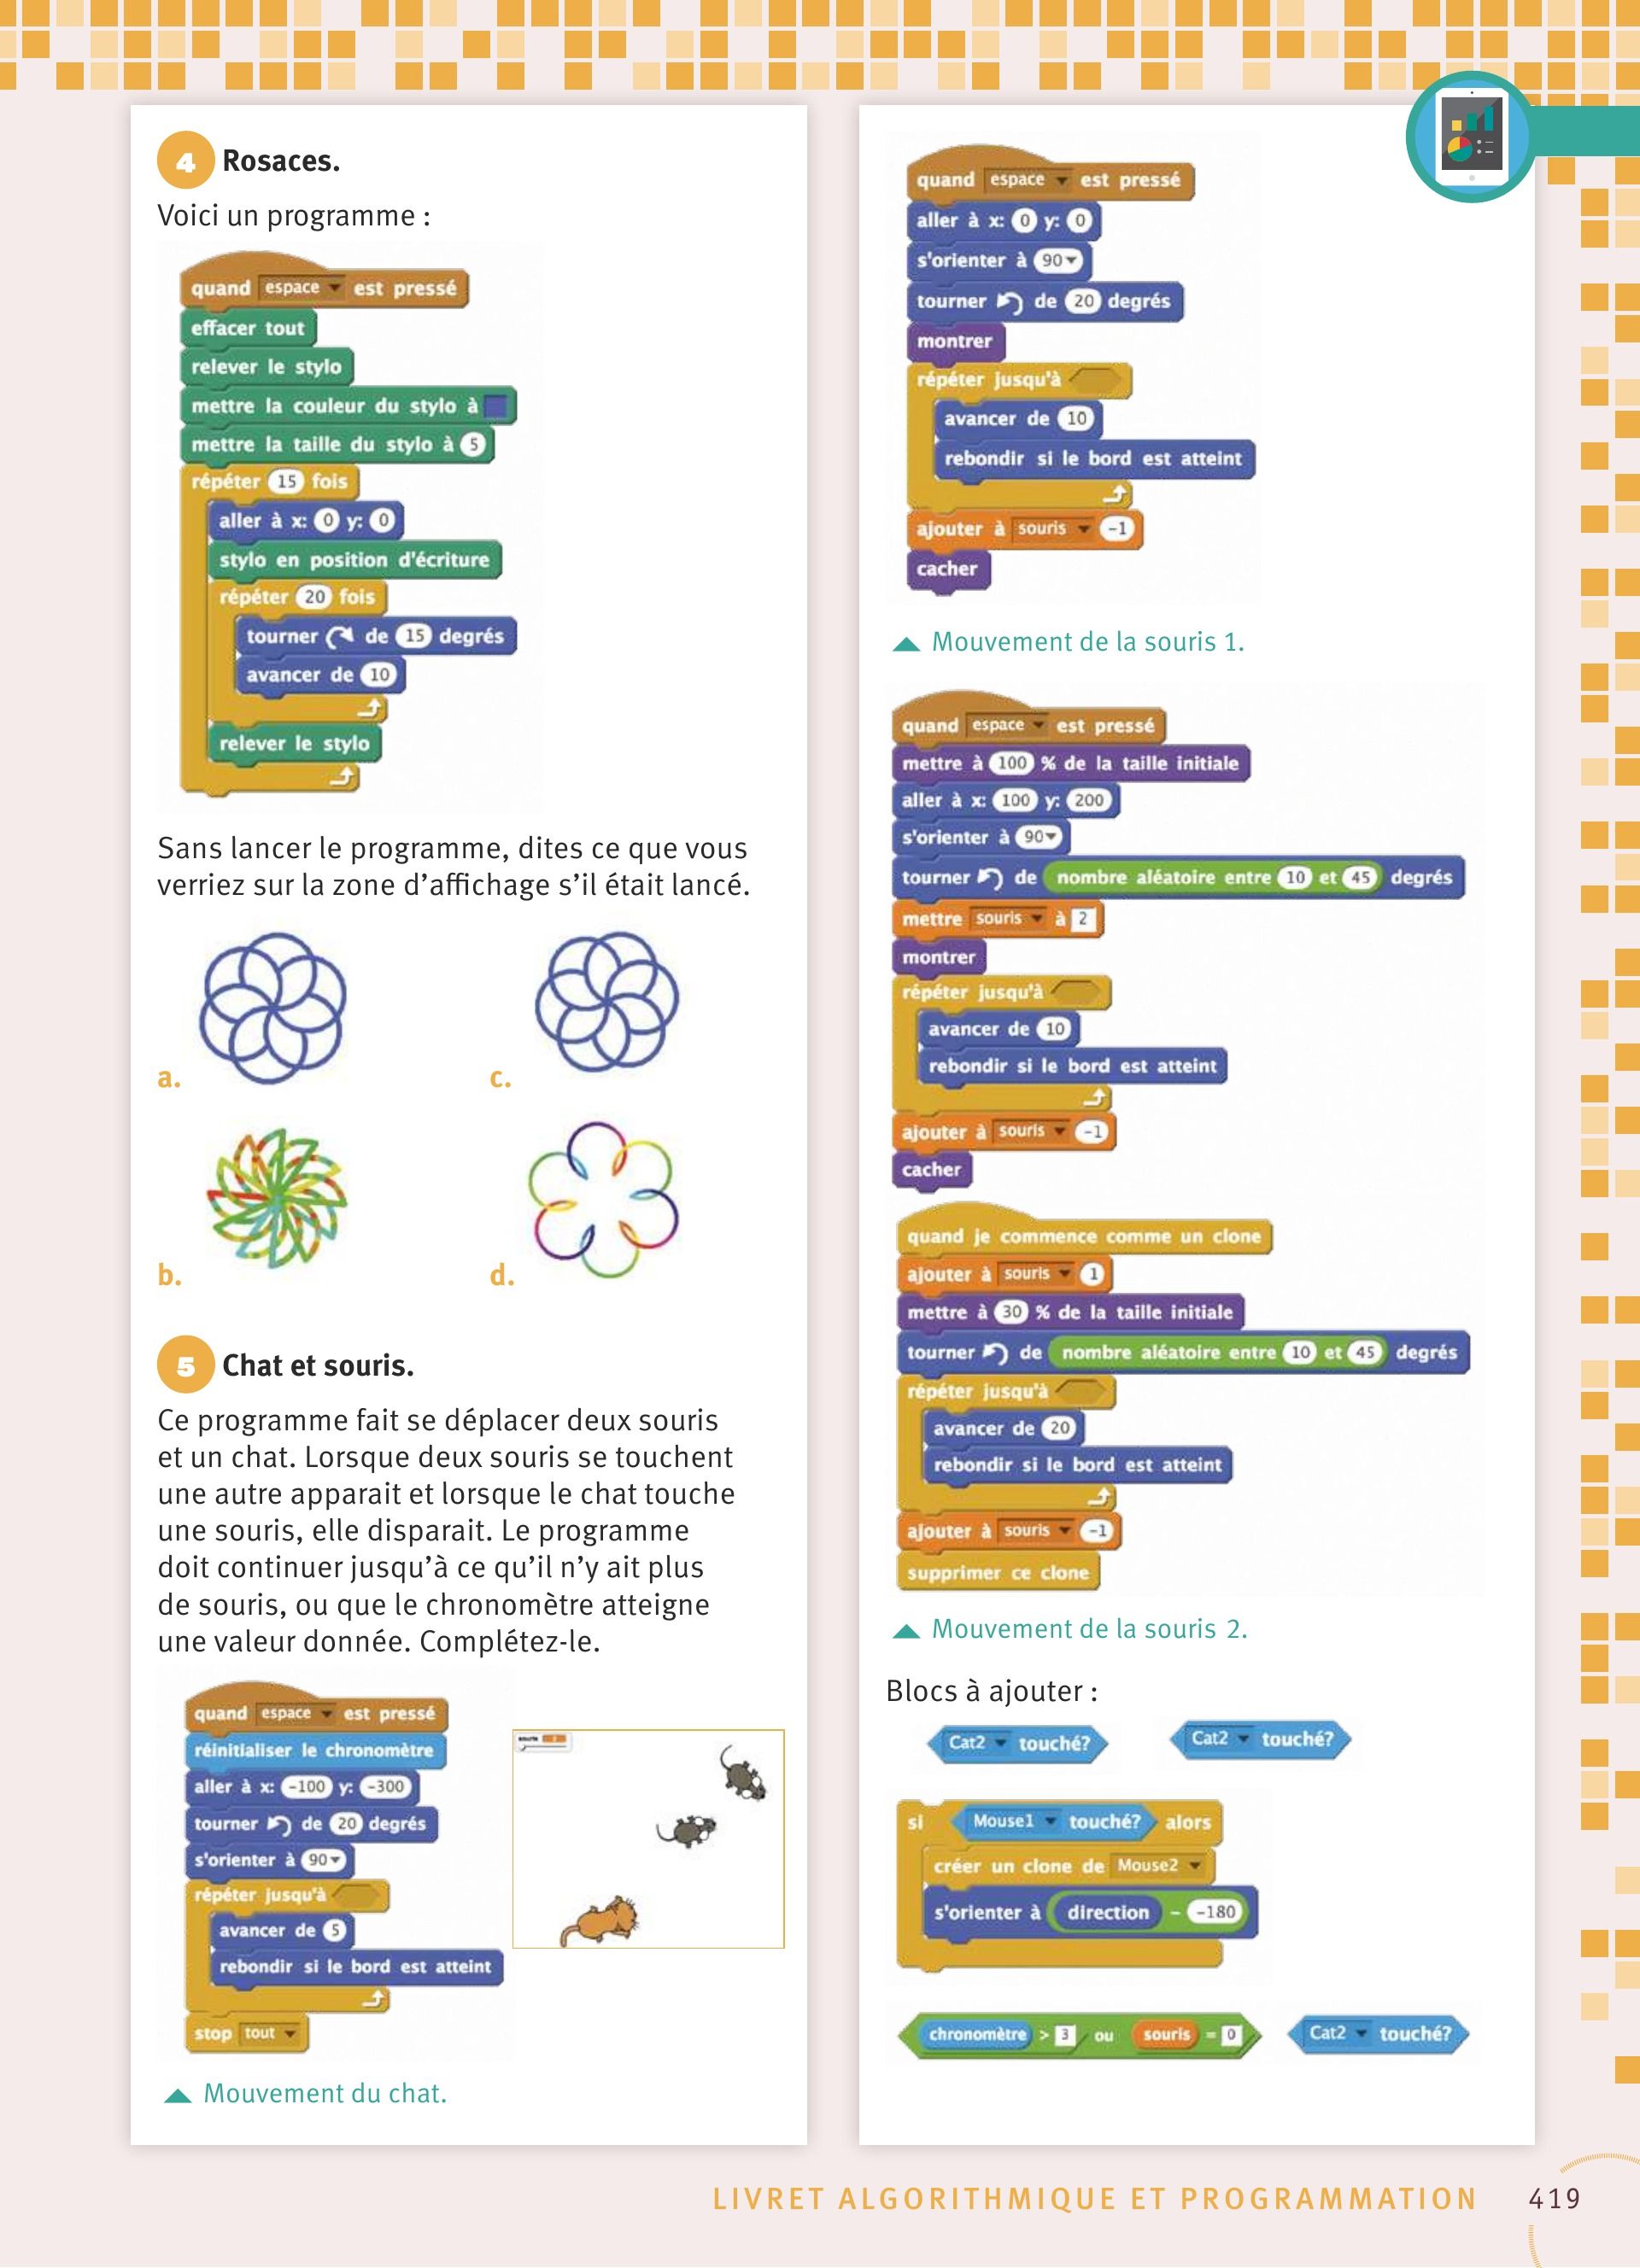 4 Rosaces.
Voici un programme :
quand espace est pressé
effacer tout
relever le stylo
mettre la couleur du stylo à
mettre la taille du stylo à 5
répéter 15 fois
aller à x: 0 y: 0
stylo en position d'écriture
répéter 20 fois
tourner de 15 degrés
avancer de 10
relever le stylo
Sans lancer le programme, dites ce que vous
verriez sur la zone d'affichage s'il était lancé.
a.
c.
b.
d.
5 Chat et souris.
Ce programme fait se déplacer deux souris
et un chat. Lorsque deux souris se touchent
une autre apparait et lorsque le chat touche
une souris, elle disparait. Le programme
doit continuer jusqu'à ce qu'il n'y ait plus
de souris, ou que le chronomètre atteigne
une valeur donnée. Complétez-le.
quand espace est pressé
réinitialiser le chronomètre
aller à x: -100 y: -300
tourner de 20 degrés
s'orienter à 90
répéter jusqu'à
avancer de 5
rebondir si le bord est atteint
stop tout
Mouvement du chat.
quand espace est pressé
aller à x: 0 y: 0
s'orienter à 90
tourner de 20 degrés
montrer
répéter jusqu'à
avancer de 10
rebondir si le bord est atteint
ajouter à souris -1
cacher
Mouvement de la souris 1.
quand espace est pressé
mettre à 100 % de la taille initiale
aller à x: 100 y: 200
s'orienter à 90
tourner de nombre aléatoire entre 10 et 45 degrés
mettre souris à 2
montrer
répéter jusqu'à
avancer de 10
rebondir si le bord est atteint
ajouter à souris -1
cacher
quand je commence comme un clone
ajouter à souris 1
mettre à 30 % de la taille initiale
tourner de nombre aléatoire entre 10 et 45 degrés
répéter jusqu'à
avancer de 20
rebondir si le bord est atteint
ajouter à souris -1
supprimer ce clone
Mouvement de la souris 2.
Blocs à ajouter :
Cat2 touché? Cat2 touché?
si Mouse1 touché? alors
créer un clone de Mouse2
s'orienter à direction - -180
chronomètre > 3 ou souris = 0 Cat2 touché?
LIVRET ALGORITHMIQUE ET PROGRAMMATION 419